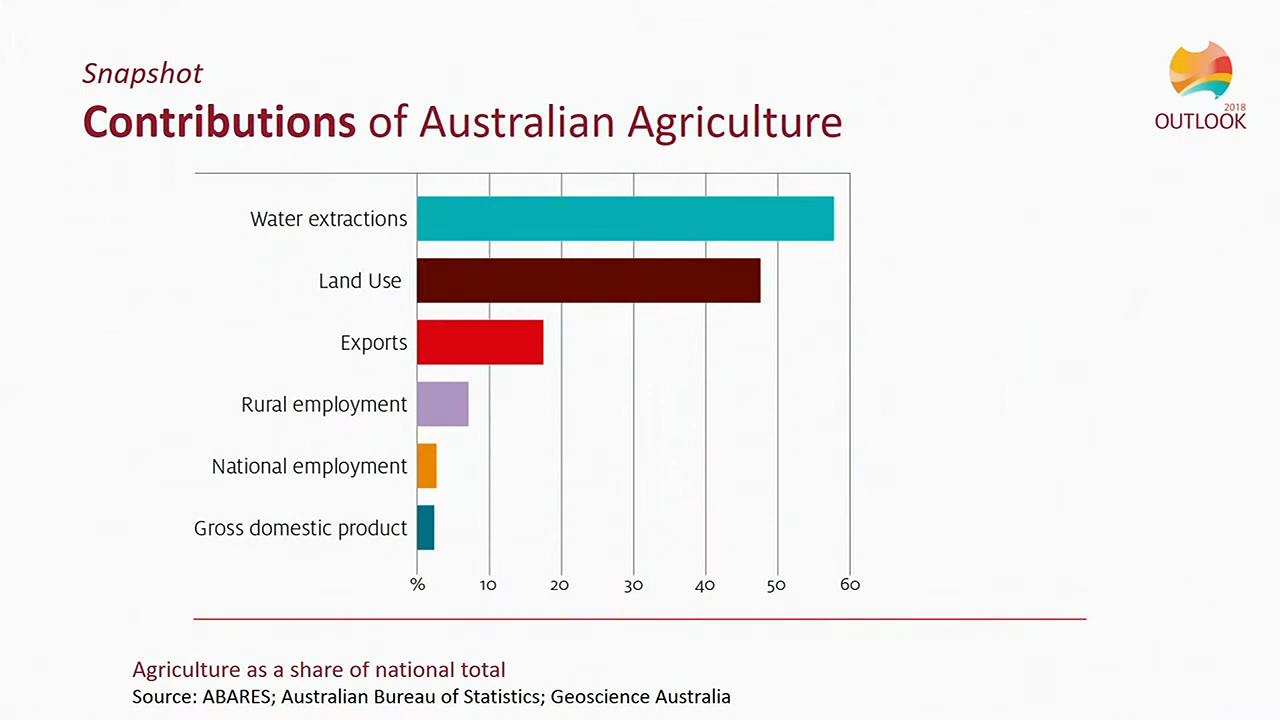 Snapshot
Contributions of Australian Agriculture
2018
OUTLOOK
Water extractions
Land Use
Exports
Rural employment
National employment
Gross domestic product
% 10 20 30 40 50 60
Agriculture as a share of national total
Source: ABARES; Australian Bureau of Statistics; Geoscience Australia